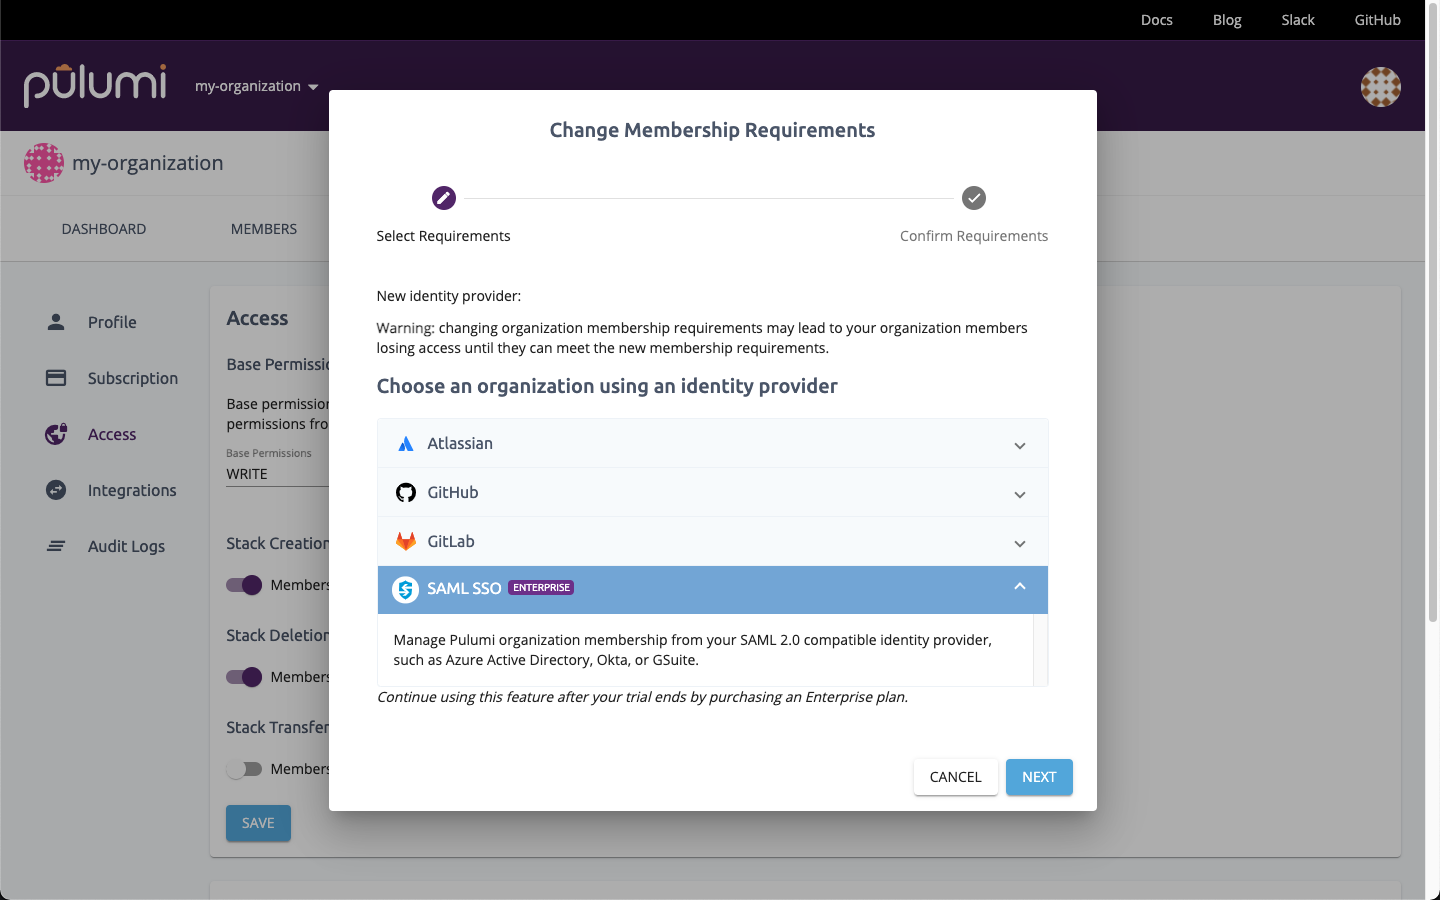 Docs Blog Slack GitHub
pulumi my-organization
Change Membership Requirements
my-organization
DASHBOARD MEMBERS
Select Requirements Confirm Requirements
New identity provider:
Warning: changing organization membership requirements may lead to your organization members
losing access until they can meet the new membership requirements.
Choose an organization using an identity provider
Atlassian
GitHub
GitLab
SAML SSO ENTERPRISE
Manage Pulumi organization membership from your SAML 2.0 compatible identity provider,
such as Azure Active Directory, Okta, or GSuite.
Continue using this feature after your trial ends by purchasing an Enterprise plan.
CANCEL NEXT
Profile
Subscription
Access
Integrations
Audit Logs
Access
Base Permissio
Base permission
permissions fro
Base Permissions
WRITE
Stack Creation
Members
Stack Deletion
Members
Stack Transfer
Members
SAVE